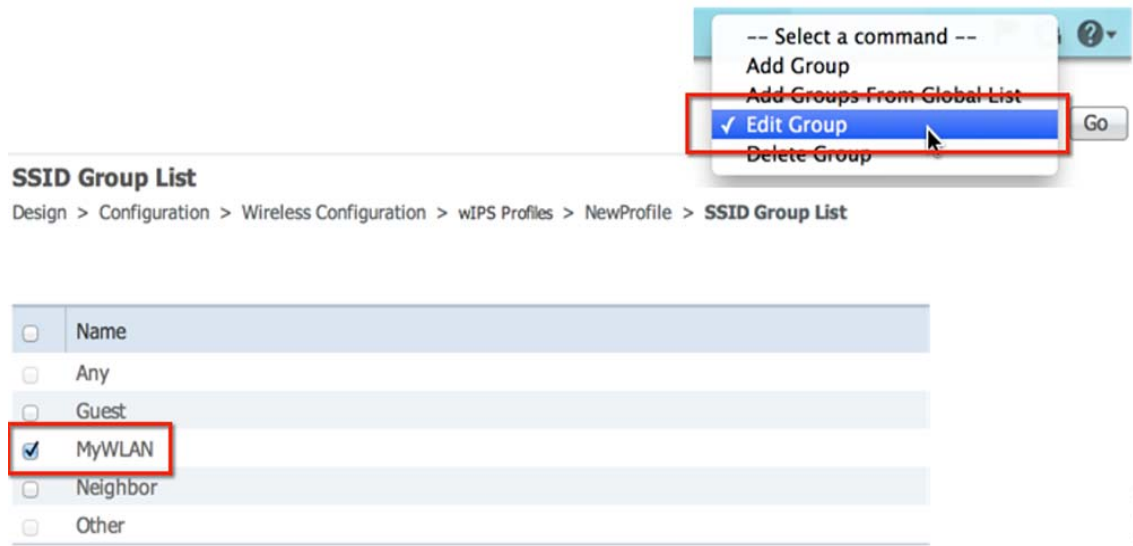 -- Select a command --
Add Group
Add Groups From Global List
✓ Edit Group
Go
Delete Group
SSID Group List
Design > Configuration > Wireless Configuration > wIPS Profiles > NewProfile > SSID Group List
Name
Any
Guest
MyWLAN
Neighbor
Other